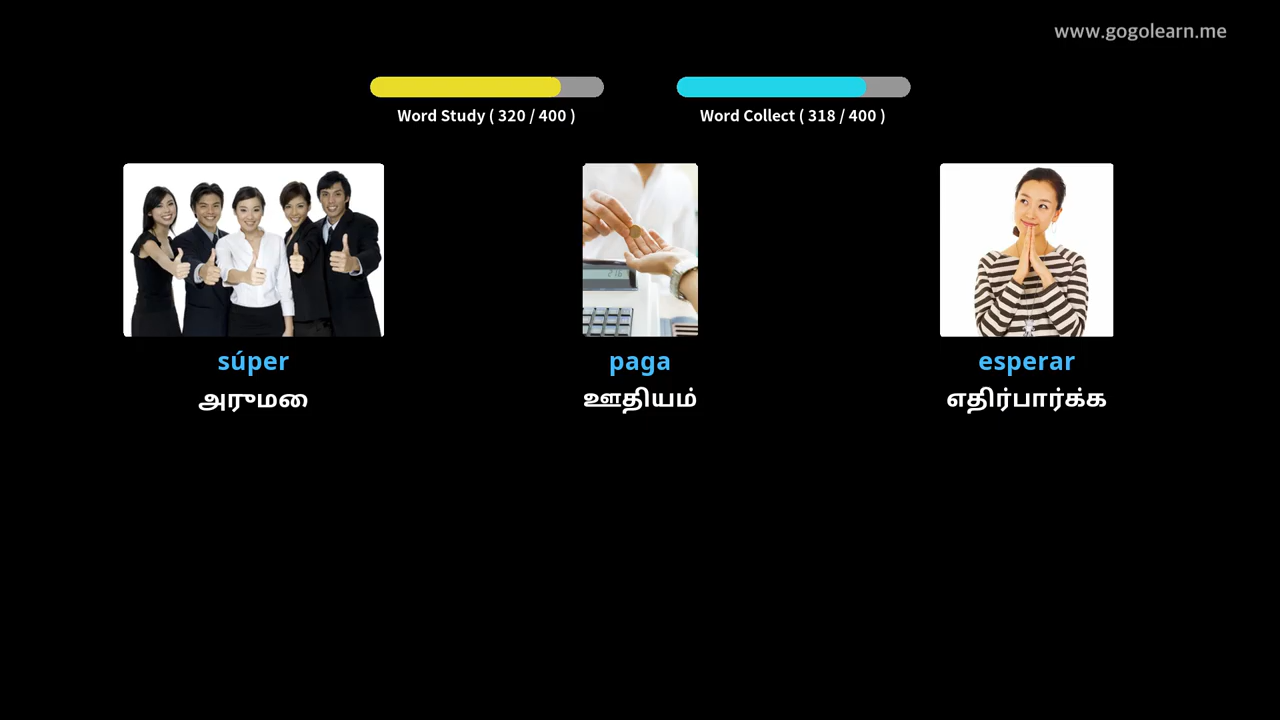 www.gogolearn.me
Word Study ( 320 / 400 )
Word Collect ( 318 / 400 )
súper
paga
esperar
அருமை
ஊதியம்
எதிர்பார்க்க